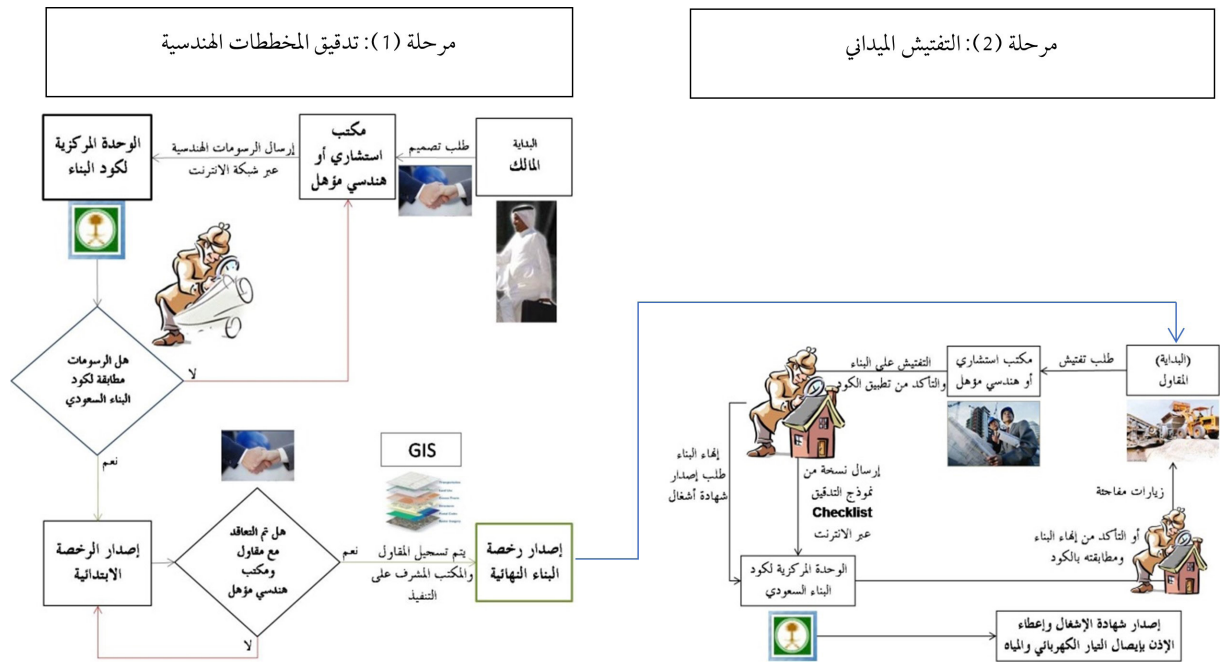 مرحلة (1): تدقيق المخططات الهندسية
البداية
المالك
طلب تصميم
مكتب
استشاري أو
هندسي مؤهل
إرسال الرسومات الهندسية
عبر شبكة الانترنت
الوحدة المركزية
لكود البناء
هل الرسومات
مطابقة لكود
البناء السعودي
لا
نعم
إصدار الرخصة
الابتدائية
هل تم التعاقد
مع مقاول
ومكتب
هندسي مؤهل
لا
نعم
GIS
يتم تسجيل المقاول
والمكتب المشرف على
التنفيذ
إصدار رخصة
البناء النهائية
مرحلة (2): التفتيش الميداني
(البداية)
المقاول
طلب تفتيش
مكتب استشاري
أو هندسي مؤهل
التفتيش على البناء
والتأكد من تطبيق الكود
إنهاء البناء
طلب إصدار
شهادة أشغال
إرسال نسخة من
نموذج التدقيق
Checklist
عبر الانترنت
الوحدة المركزية لكود
البناء السعودي
زيارات مفاجئة
أو التأكد من إنهاء البناء
ومطابقته بالكود
إصدار شهادة الإشغال وإعطاء
الإذن بإيصال التيار الكهربائي والمياه